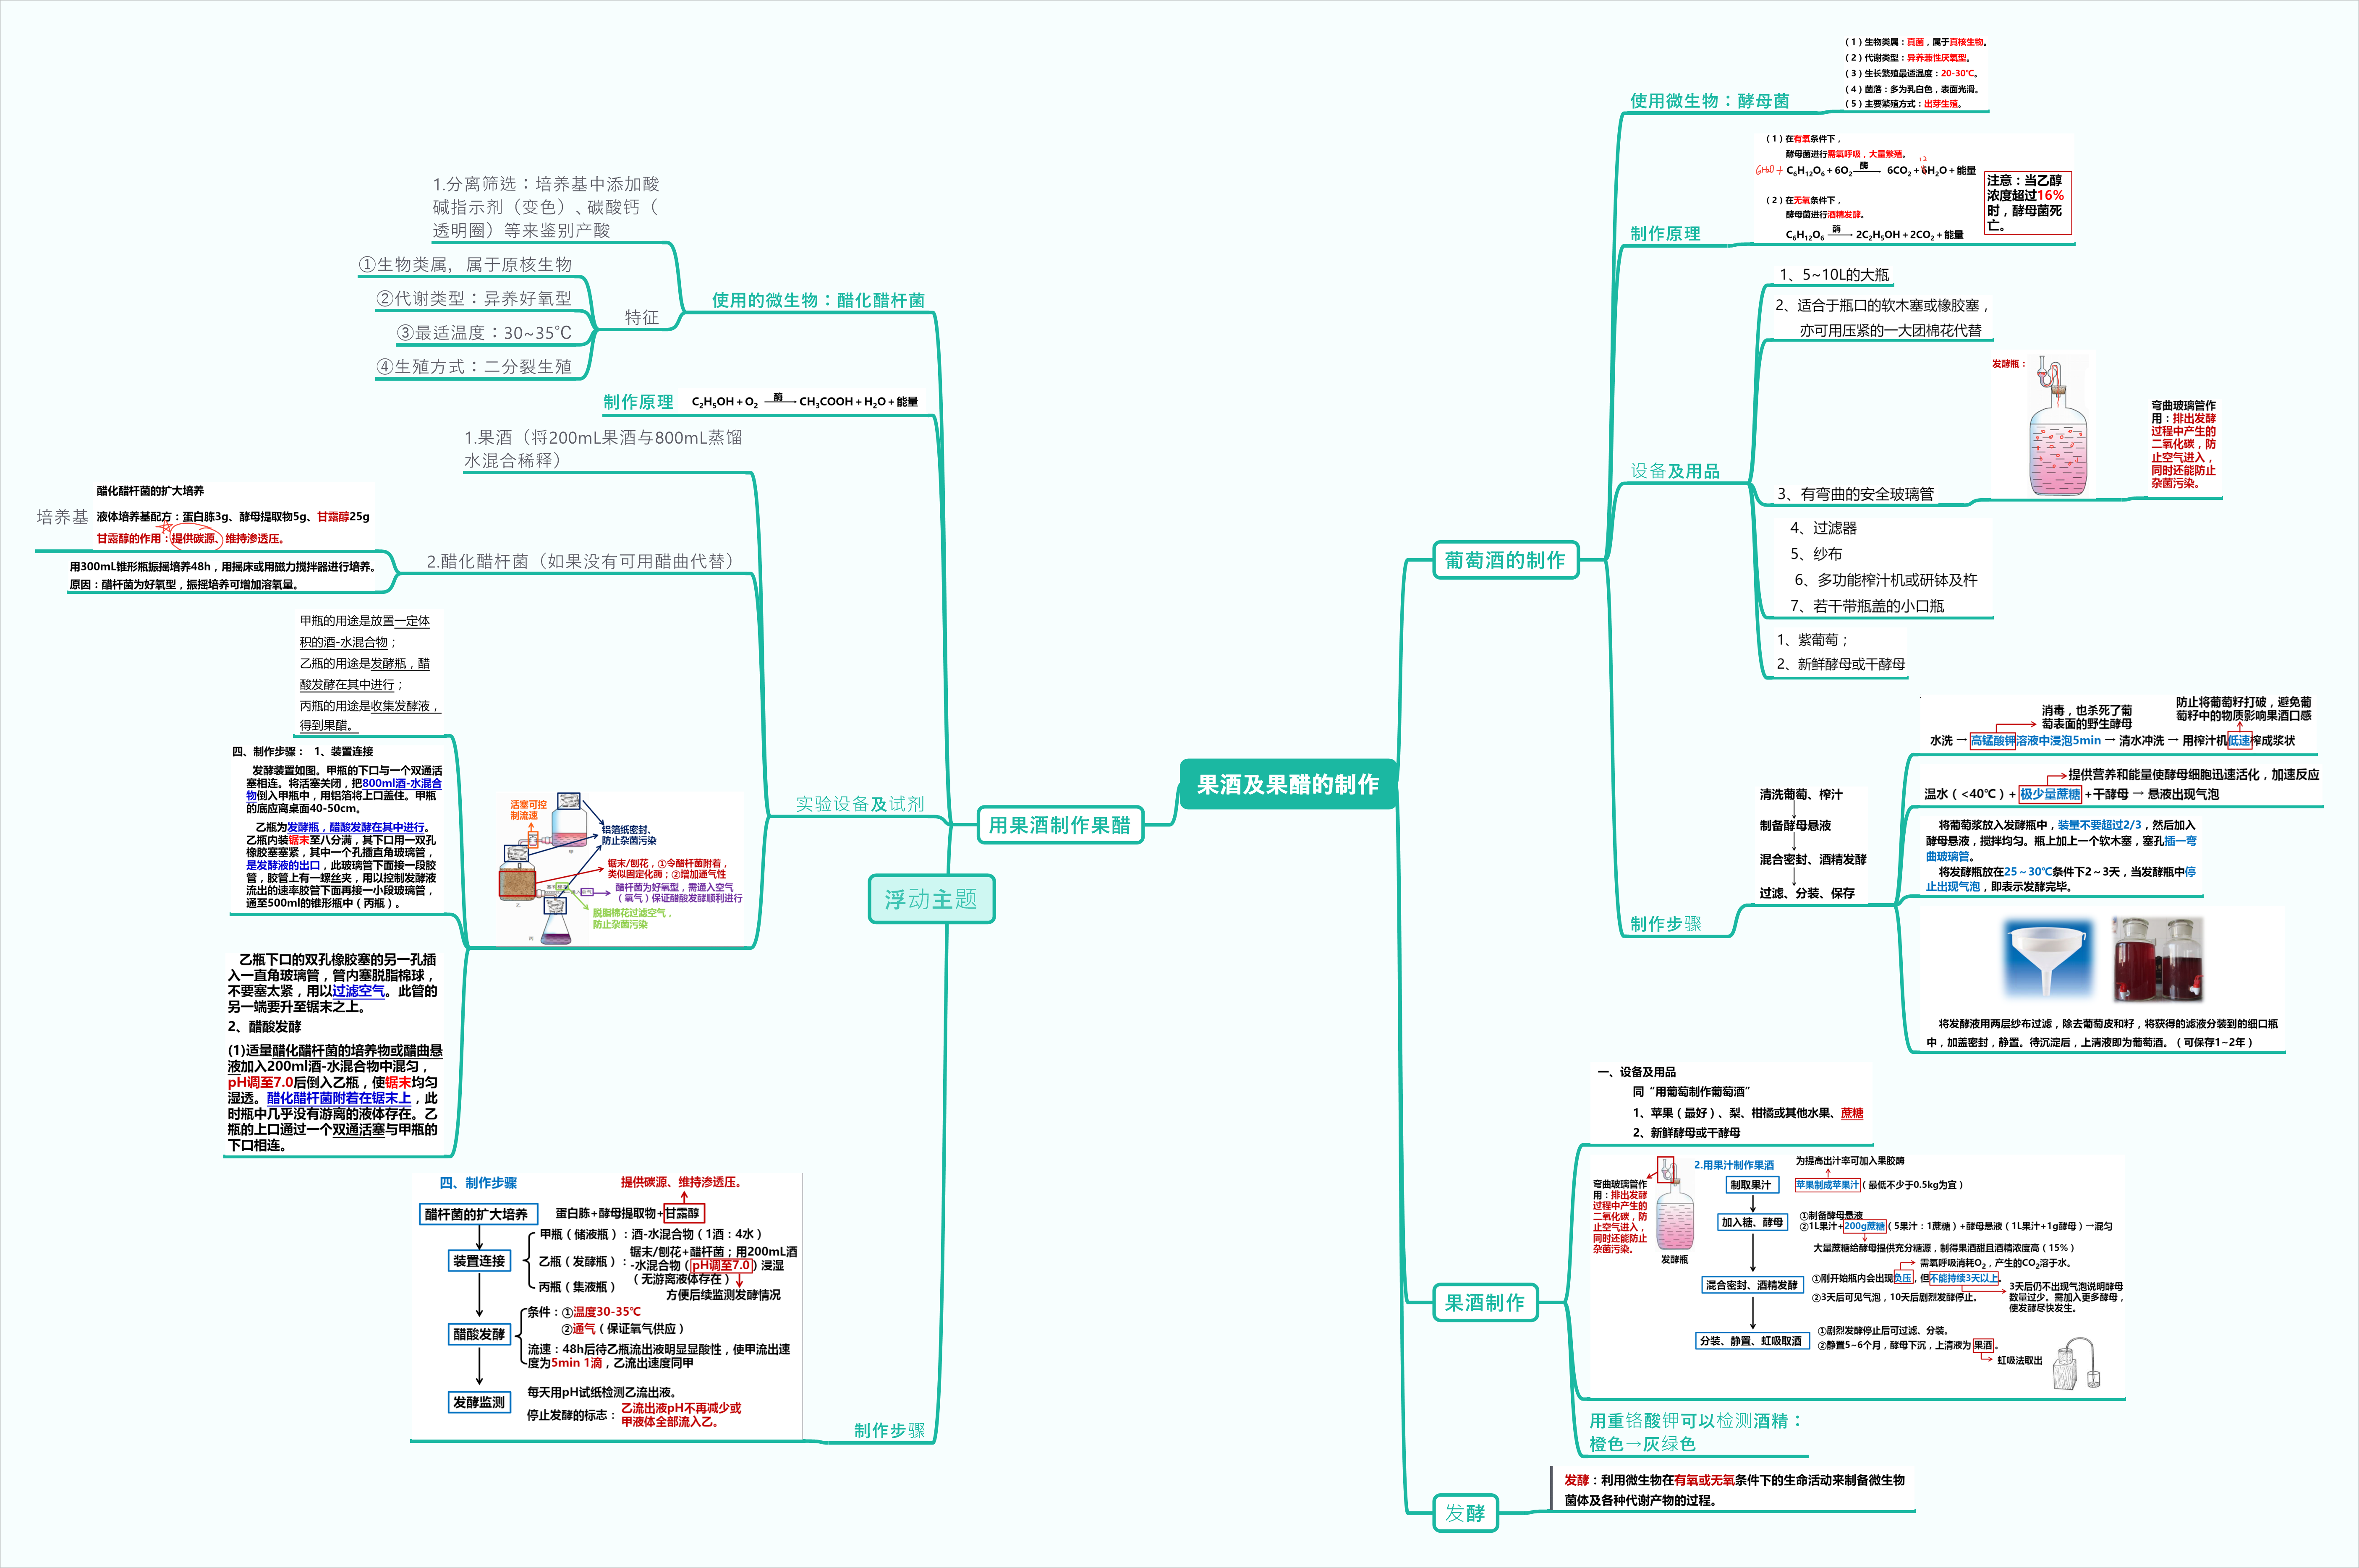 果酒及果醋的制作
葡萄酒的制作
使用微生物：酵母菌
（1）生物类属：真菌，属于真核生物。
（2）代谢类型：异养兼性厌氧型。
（3）生长繁殖最适温度：20-30℃。
（4）菌落：多为乳白色，表面光滑。
（5）主要繁殖方式：出芽生殖。
制作原理
（1）在有氧条件下，
酵母菌进行需氧呼吸，大量繁殖。
6H₂O + C₆H₁₂O₆＋6O₂ 酶→ 6CO₂＋6H₂O＋能量
12
（2）在无氧条件下，
酵母菌进行酒精发酵。
C₆H₁₂O₆ 酶→ 2C₂H₅OH＋2CO₂＋能量
注意：当乙醇
浓度超过16%
时，酵母菌死
亡。
设备及用品
1、5~10L的大瓶
2、适合于瓶口的软木塞或橡胶塞，
亦可用压紧的一大团棉花代替
3、有弯曲的安全玻璃管
发酵瓶：
弯曲玻璃管作
用：排出发酵
过程中产生的
二氧化碳，防
止空气进入，
同时还能防止
杂菌污染。
4、过滤器
5、纱布
6、多功能榨汁机或研钵及杵
7、若干带瓶盖的小口瓶
1、紫葡萄；
2、新鲜酵母或干酵母
制作步骤
清洗葡萄、榨汁
制备酵母悬液
混合密封、酒精发酵
过滤、分装、保存
消毒，也杀死了葡
萄表面的野生酵母
防止将葡萄籽打破，避免葡
萄籽中的物质影响果酒口感
水洗 → 高锰酸钾溶液中浸泡5min → 清水冲洗 → 用榨汁机低速榨成浆状
提供营养和能量使酵母细胞迅速活化，加速反应
温水（<40℃）+ 极少量蔗糖 +干酵母 → 悬液出现气泡
将葡萄浆放入发酵瓶中，装量不要超过2/3，然后加入
酵母悬液，搅拌均匀。瓶上加上一个软木塞，塞孔插一弯
曲玻璃管。
将发酵瓶放在25～30℃条件下2～3天，当发酵瓶中停
止出现气泡，即表示发酵完毕。
将发酵液用两层纱布过滤，除去葡萄皮和籽，将获得的滤液分装到的细口瓶
中，加盖密封，静置。待沉淀后，上清液即为葡萄酒。（可保存1~2年）
果酒制作
一、设备及用品
同“用葡萄制作葡萄酒”
1、苹果（最好）、梨、柑橘或其他水果、蔗糖
2、新鲜酵母或干酵母
弯曲玻璃管作
用：排出发酵
过程中产生的
二氧化碳，防
止空气进入，
同时还能防止
杂菌污染。
发酵瓶
2.用果汁制作果酒
为提高出汁率可加入果胶酶
制取果汁
苹果制成苹果汁（最低不少于0.5kg为宜）
加入糖、酵母
①制备酵母悬液
②1L果汁+200g蔗糖（5果汁：1蔗糖）+酵母悬液（1L果汁+1g酵母）→混匀
大量蔗糖给酵母提供充分糖源，制得果酒甜且酒精浓度高（15%）
需氧呼吸消耗O₂，产生的CO₂溶于水。
混合密封、酒精发酵
①刚开始瓶内会出现负压，但不能持续3天以上。
②3天后可见气泡，10天后剧烈发酵停止。
3天后仍不出现气泡说明酵母
数量过少。需加入更多酵母，
使发酵尽快发生。
分装、静置、虹吸取酒
①剧烈发酵停止后可过滤、分装。
②静置5~6个月，酵母下沉，上清液为果酒。
虹吸法取出
用重铬酸钾可以检测酒精：
橙色→灰绿色
发酵
发酵：利用微生物在有氧或无氧条件下的生命活动来制备微生物
菌体及各种代谢产物的过程。
用果酒制作果醋
使用的微生物：醋化醋杆菌
1.分离筛选：培养基中添加酸
碱指示剂（变色）、碳酸钙（
透明圈）等来鉴别产酸
特征
①生物类属，属于原核生物
②代谢类型：异养好氧型
③最适温度：30~35℃
④生殖方式：二分裂生殖
制作原理
C₂H₅OH＋O₂ 酶→ CH₃COOH＋H₂O＋能量
实验设备及试剂
1.果酒（将200mL果酒与800mL蒸馏
水混合稀释）
2.醋化醋杆菌（如果没有可用醋曲代替）
培养基
醋化醋杆菌的扩大培养
液体培养基配方：蛋白胨3g、酵母提取物5g、甘露醇25g
甘露醇的作用：提供碳源、维持渗透压。
用300mL锥形瓶振摇培养48h，用摇床或用磁力搅拌器进行培养。
原因：醋杆菌为好氧型，振摇培养可增加溶氧量。
活塞可控
制流速
铝箔纸密封、
防止杂菌污染
锯末/刨花，①令醋杆菌附着，
类似固定化酶；②增加通气性
醋杆菌为好氧型，需通入空气
（氧气）保证醋酸发酵顺利进行
脱脂棉花过滤空气，
防止杂菌污染
甲
乙
丙
甲瓶的用途是放置一定体
积的酒-水混合物；
乙瓶的用途是发酵瓶，醋
酸发酵在其中进行；
丙瓶的用途是收集发酵液，
得到果醋。
四、制作步骤： 1、装置连接
发酵装置如图。甲瓶的下口与一个双通活
塞相连。将活塞关闭，把800ml酒-水混合
物倒入甲瓶中，用铝箔将上口盖住。甲瓶
的底应离桌面40-50cm。
乙瓶为发酵瓶，醋酸发酵在其中进行。
乙瓶内装锯末至八分满，其下口用一双孔
橡胶塞塞紧，其中一个孔插直角玻璃管，
是发酵液的出口，此玻璃管下面接一段胶
管，胶管上有一螺丝夹，用以控制发酵液
流出的速率胶管下面再接一小段玻璃管，
通至500ml的锥形瓶中（丙瓶）。
乙瓶下口的双孔橡胶塞的另一孔插
入一直角玻璃管，管内塞脱脂棉球，
不要塞太紧，用以过滤空气。此管的
另一端要升至锯末之上。
2、醋酸发酵
(1)适量醋化醋杆菌的培养物或醋曲悬
液加入200ml酒-水混合物中混匀，
pH调至7.0后倒入乙瓶，使锯末均匀
湿透。醋化醋杆菌附着在锯末上，此
时瓶中几乎没有游离的液体存在。乙
瓶的上口通过一个双通活塞与甲瓶的
下口相连。
制作步骤
四、制作步骤
提供碳源、维持渗透压。
醋杆菌的扩大培养
蛋白胨+酵母提取物+甘露醇
装置连接
甲瓶（储液瓶）：酒-水混合物（1酒：4水）
乙瓶（发酵瓶）：锯末/刨花+醋杆菌；用200mL酒
-水混合物（pH调至7.0）浸湿
（无游离液体存在）
丙瓶（集液瓶）
方便后续监测发酵情况
醋酸发酵
条件：①温度30-35℃
②通气（保证氧气供应）
流速：48h后待乙瓶流出液明显显酸性，使甲流出速
度为5min 1滴，乙流出速度同甲
发酵监测
每天用pH试纸检测乙流出液。
停止发酵的标志：乙流出液pH不再减少或
甲液体全部流入乙。
浮动主题